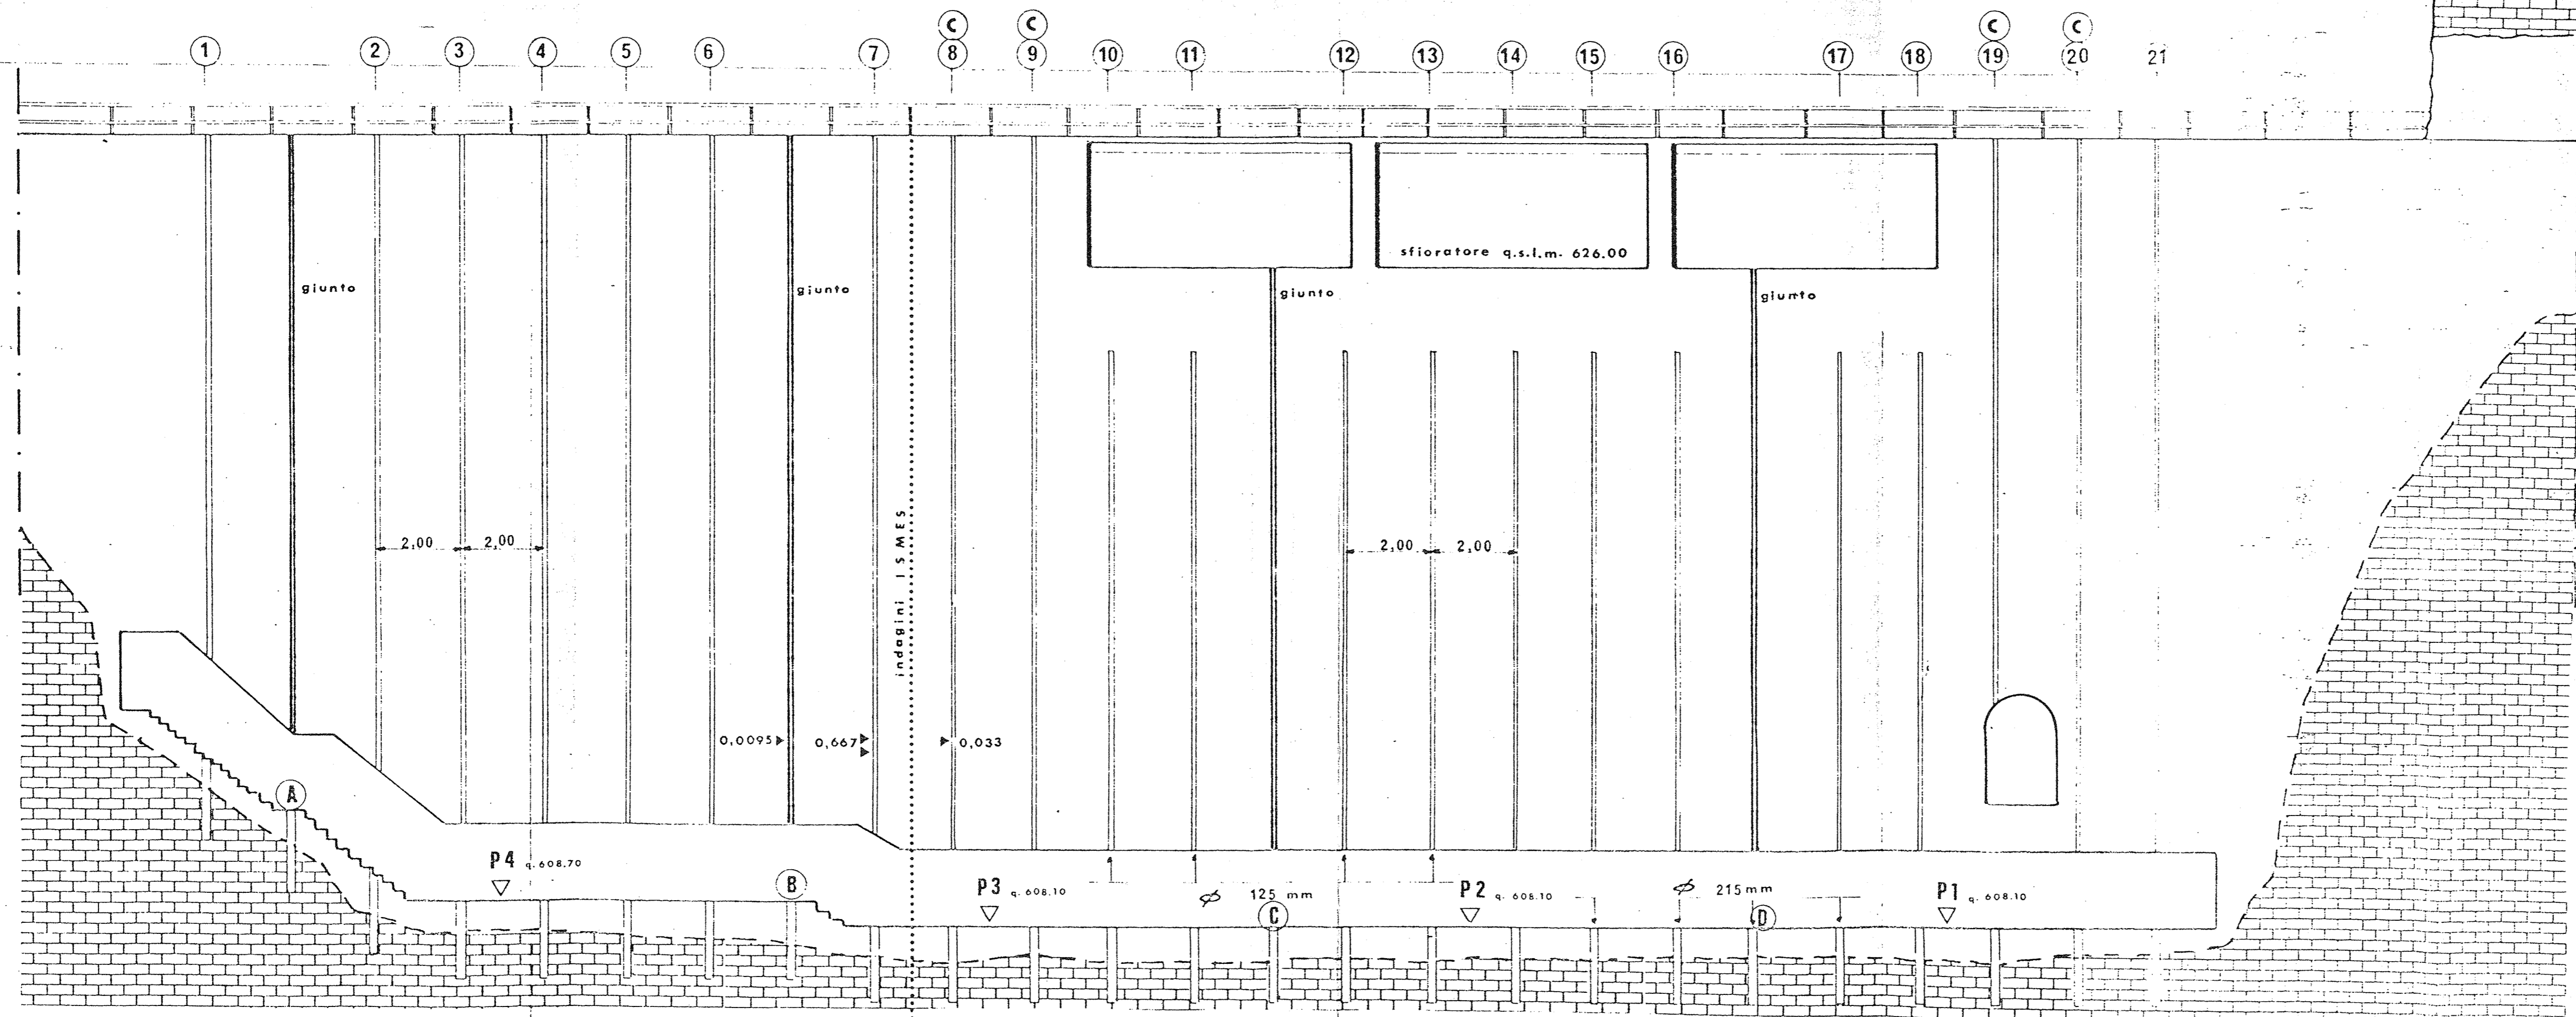 C C C C
1 2 3 4 5 6 7 8 9 10 11 12 13 14 15 16 17 18 19 20 21
sfioratore q.s.l.m. 626.00
giunto giunto giunto giunto
indagini ISMES
2,00 2,00 2,00 2,00
0,0095 0,667 0,033
A
P4 q.608.70
B
P3 q. 608.10
ϕ 125 mm
C
P2 q. 608.10
ϕ 215 mm
D
P1 q. 608.10